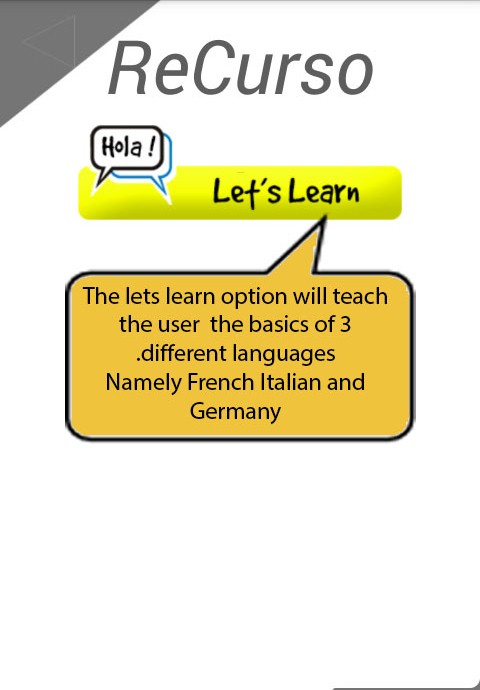 ReCurso
Hola !
Let's Learn
The lets learn option will teach
the user  the basics of 3
.different languages
Namely French Italian and
Germany